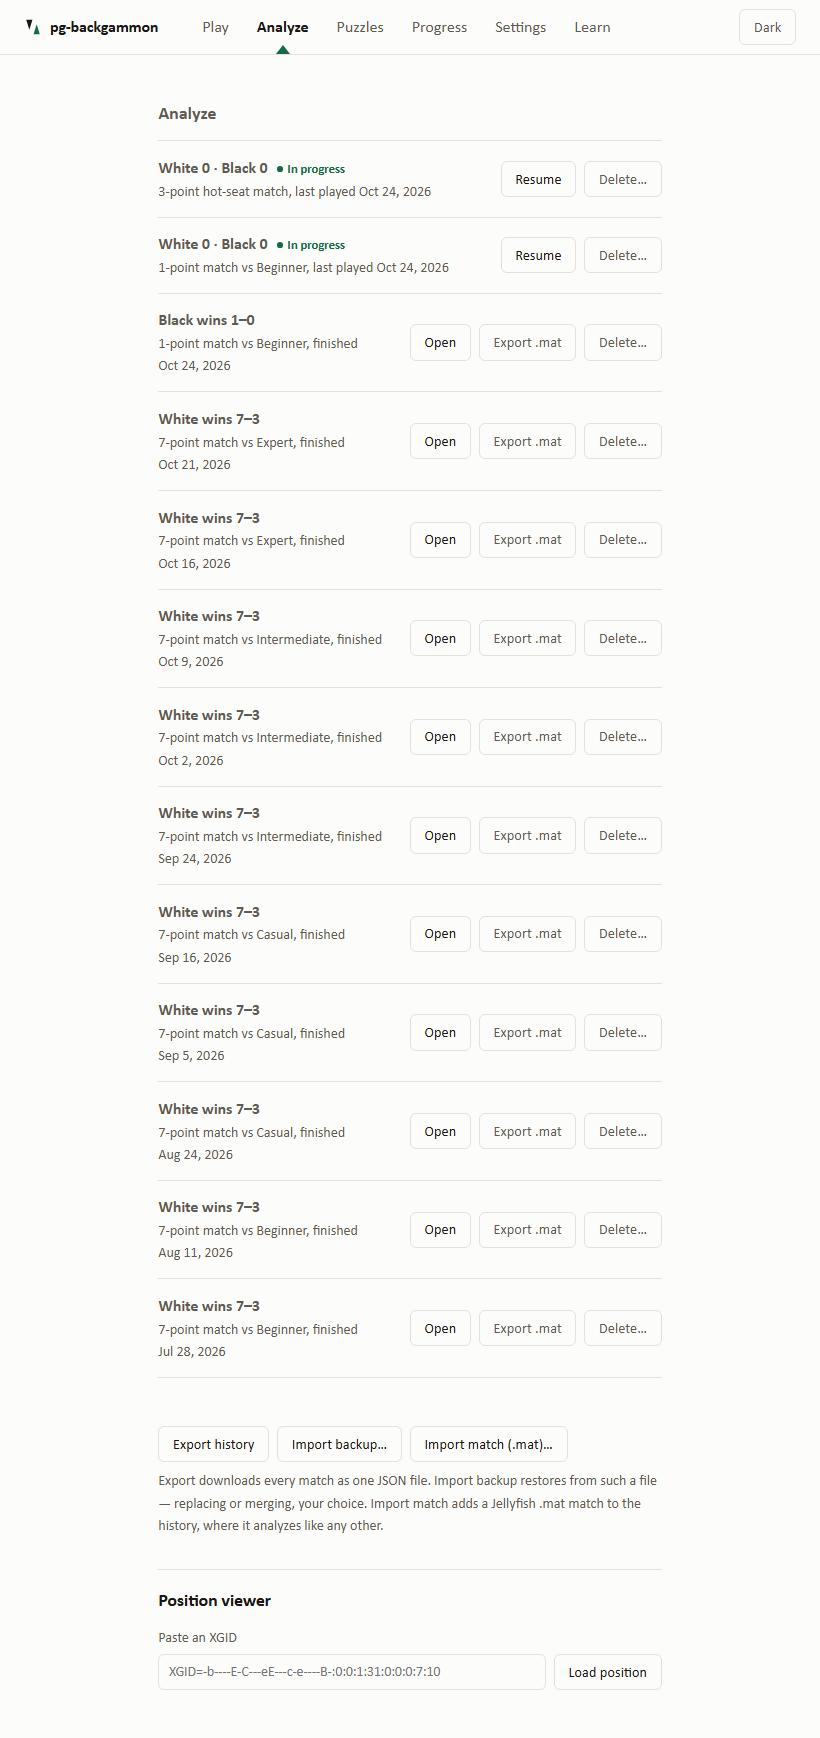 pg-backgammon Play Analyze Puzzles Progress Settings Learn Dark
Analyze
White 0 · Black 0 In progress
3-point hot-seat match, last played Oct 24, 2026
Resume Delete...
White 0 · Black 0 In progress
1-point match vs Beginner, last played Oct 24, 2026
Resume Delete...
Black wins 1–0
1-point match vs Beginner, finished
Oct 24, 2026
Open Export .mat Delete...
White wins 7–3
7-point match vs Expert, finished
Oct 21, 2026
Open Export .mat Delete...
White wins 7–3
7-point match vs Expert, finished
Oct 16, 2026
Open Export .mat Delete...
White wins 7–3
7-point match vs Intermediate, finished
Oct 9, 2026
Open Export .mat Delete...
White wins 7–3
7-point match vs Intermediate, finished
Oct 2, 2026
Open Export .mat Delete...
White wins 7–3
7-point match vs Intermediate, finished
Sep 24, 2026
Open Export .mat Delete...
White wins 7–3
7-point match vs Casual, finished
Sep 16, 2026
Open Export .mat Delete...
White wins 7–3
7-point match vs Casual, finished
Sep 5, 2026
Open Export .mat Delete...
White wins 7–3
7-point match vs Casual, finished
Aug 24, 2026
Open Export .mat Delete...
White wins 7–3
7-point match vs Beginner, finished
Aug 11, 2026
Open Export .mat Delete...
White wins 7–3
7-point match vs Beginner, finished
Jul 28, 2026
Open Export .mat Delete...
Export history Import backup... Import match (.mat)...
Export downloads every match as one JSON file. Import backup restores from such a file
— replacing or merging, your choice. Import match adds a Jellyfish .mat match to the
history, where it analyzes like any other.
Position viewer
Paste an XGID
XGID=-b----E-C---eE---c-e----B-:0:0:1:31:0:0:0:7:10 Load position